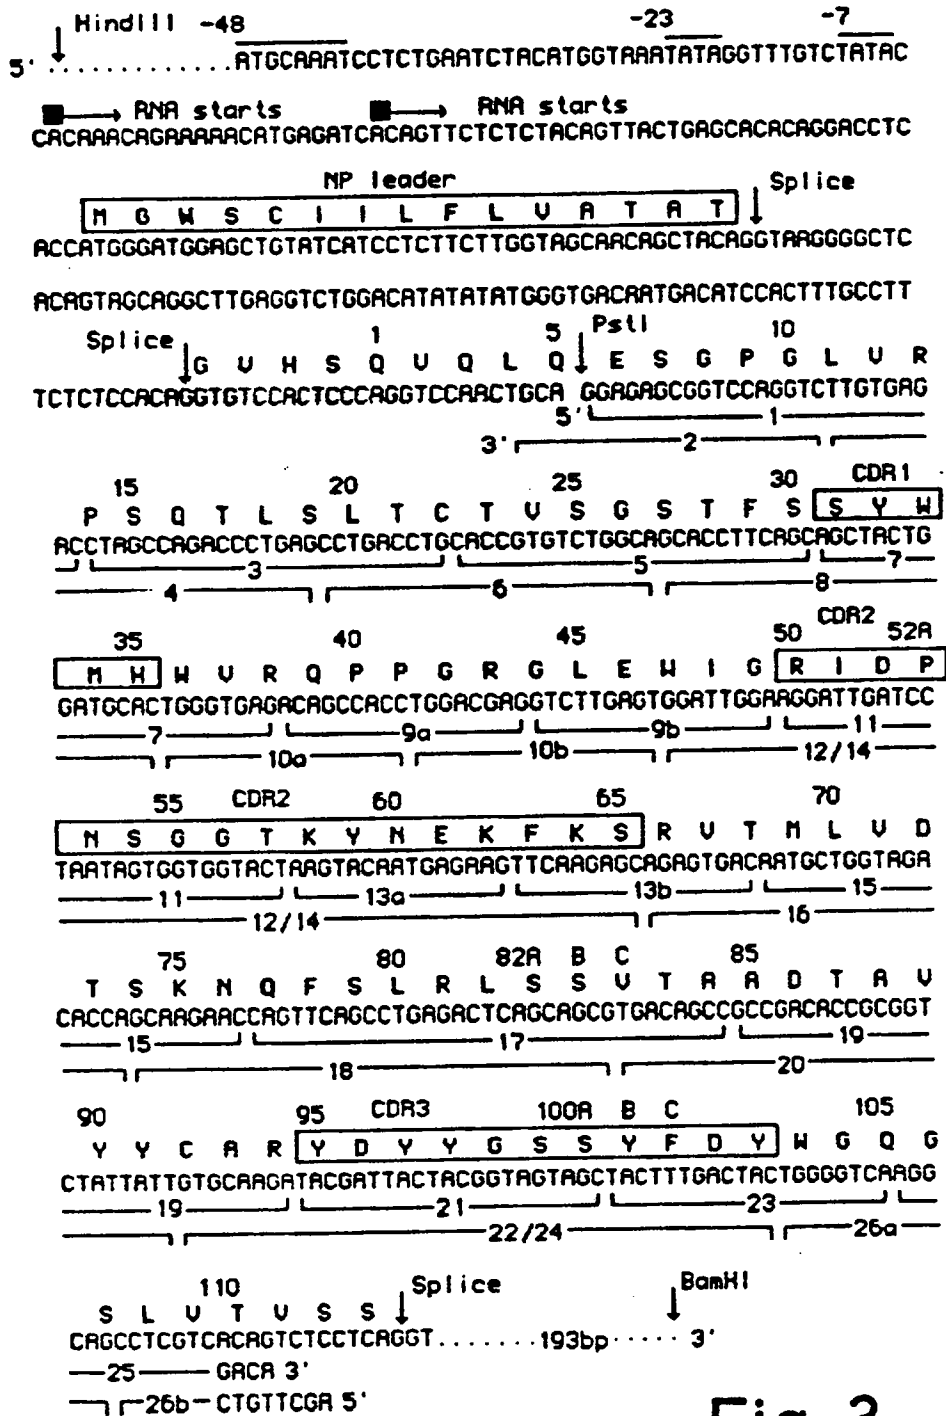 HindIII -48 -23 -7
5' .............ATGCAAATCCTCTGAATCTACATGGTAAATATAGGTTTGTCTATAC
RNA starts RNA starts
CACAAACAGAAAAACATGAGATCACAGTTCTCTCTACAGTTACTGAGCACACAGGACCTC
NP leader Splice
M G W S C I I L F L V A T A T
ACCATGGGATGGAGCTGTATCATCCTCTTCTTGGTAGCAACAGCTACAGGTAAGGGGCTC
ACAGTAGCAGGCTTGAGGTCTGGACATATATATGGGTGACAATGACATCCACTTTGCCTT
Splice 1 5 PstI 10
G V H S Q V Q L Q E S G P G L V R
TCTCTCCACAGGTGTCCACTCCCAGGTCCAACTGCA GGAGAGCGGTCCAGGTCTTGTGAG
5' 1
3' 2
15 20 25 30 CDR1
P S Q T L S L T C T V S G S T F S S Y W
ACCTAGCCAGACCCTGAGCCTGACCTGCACCGTGTCTGGCAGCACCTTCAGCAGCTACTG
3 5 7
4 6 8
35 40 45 50 CDR2 52A
M H W V R Q P P G R G L E W I G R I D P
GATGCACTGGGTGAGACAGCCACCTGGACGAGGTCTTGAGTGGATTGGAAGGATTGATCC
7 9a 9b 11
10a 10b 12/14
55 CDR2 60 65 70
N S G G T K Y N E K F K S R V T M L V D
TAATAGTGGTGGTACTAAGTACAATGAGAAGTTCAAGAGCAGAGTGACAATGCTGGTAGA
11 13a 13b 15
12/14 16
75 80 82A B C 85
T S K N Q F S L R L S S V T A A D T A V
CACCAGCAAGAACCAGTTCAGCCTGAGACTCAGCAGCGTGACAGCCGCCGACACCGCGGT
15 17 19
18 20
90 95 CDR3 100A B C 105
Y Y C A R Y D Y Y G S S Y F D Y W G Q G
CTATTATTGTGCAAGATACGATTACTACGGTAGTAGCTACTTTGACTACTGGGGTCAAGG
19 21 23
22/24 26a
110 Splice BamHI
S L V T V S S
CAGCCTCGTCACAGTCTCCTCAGGT.......193bp..... 3'
25 GACA 3'
26b CTGTTCGA 5'
Fig 3